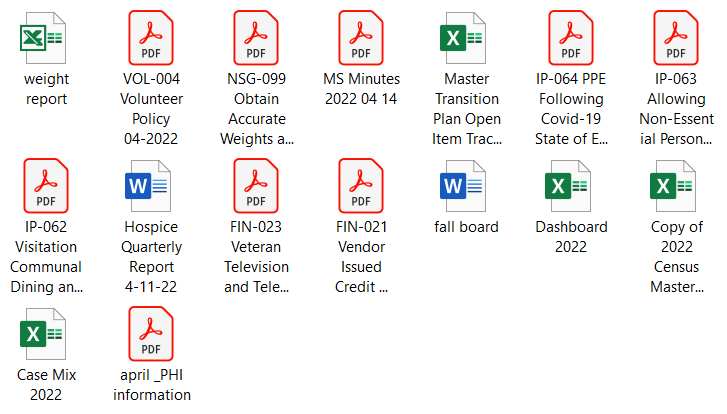 weight
report
PDF
VOL-004
Volunteer
Policy
04-2022
PDF
NSG-099
Obtain
Accurate
Weights a...
PDF
MS Minutes
2022 04 14
X
Master
Transition
Plan Open
Item Trac...
PDF
IP-064 PPE
Following
Covid-19
State of E...
PDF
IP-063
Allowing
Non-Essent
ial Person...
PDF
IP-062
Visitation
Communal
Dining an...
W
Hospice
Quarterly
Report
4-11-22
PDF
FIN-023
Veteran
Television
and Tele...
PDF
FIN-021
Vendor
Issued
Credit ...
W
fall board
X
Dashboard
2022
X
Copy of
2022
Census
Master...
X
Case Mix
2022
PDF
april _PHI
information